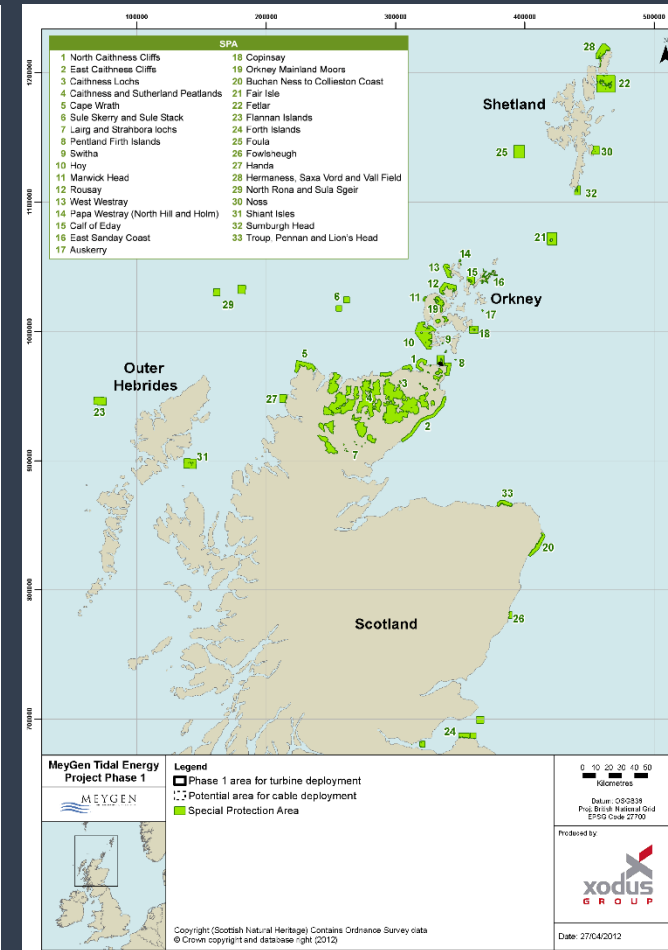 100000 200000 300000 400000 500000
SPA
1 North Caithness Cliffs
2 East Caithness Cliffs
3 Caithness Lochs
4 Caithness and Sutherland Peatlands
5 Cape Wrath
6 Sule Skerry and Sule Stack
7 Lairg and Strahbora lochs
8 Pentland Firth Islands
9 Switha
10 Hoy
11 Marwick Head
12 Rousay
13 West Westray
14 Papa Westray (North Hill and Holm)
15 Calf of Eday
16 East Sanday Coast
17 Auskerry
18 Copinsay
19 Orkney Mainland Moors
20 Buchan Ness to Collieston Coast
21 Fair Isle
22 Fetlar
23 Flannan Islands
24 Forth Islands
25 Foula
26 Fowlsheugh
27 Handa
28 Hermaness, Saxa Vord and Vall Field
29 North Rona and Sula Sgeir
30 Noss
31 Shiant Isles
32 Sumburgh Head
33 Troup, Pennan and Lion's Head
28
22
Shetland
25
30
32
1100000
21
14
13
15
16
12
11
Orkney
6
29
19
17
18
1000000
10
9
5
1
8
Outer
Hebrides
3
4
27
23
2
7
31
900000
33
20
800000
26
Scotland
700000
24
MeyGen Tidal Energy
Project Phase 1
MEYGEN
Legend
Phase 1 area for turbine deployment
Potential area for cable deployment
Special Protection Area
Copyright (Scottish Natural Heritage) Contains Ordnance Survey data
© Crown copyright and database right (2012)
0 10 20 30 40 50
Kilometres
Datum: OSGB36
Proj: British National Grid
EPSG Code 27700
Produced by
xodus
GROUP
Date: 27/04/2012